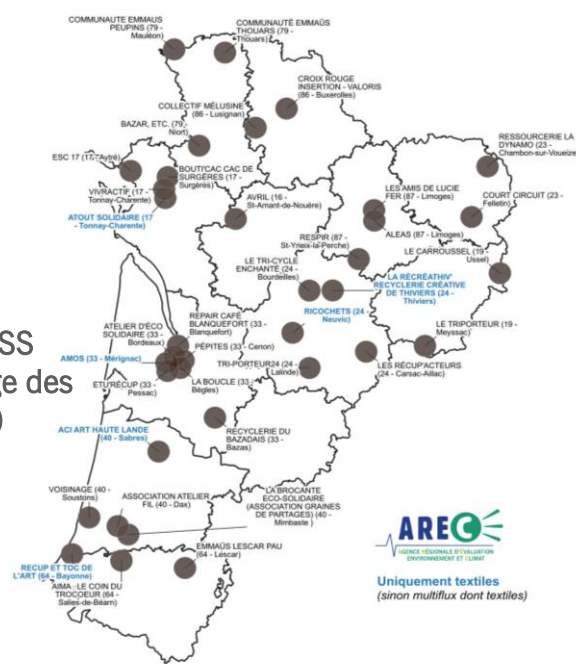 COMMUNAUTE EMMAUS
PEUPINS (79 -
Mauléon)
COMMUNAUTÉ EMMAÜS
THOUARS (79 -
Thouars)
CROIX ROUGE
INSERTION - VALORIS
(86 - Buxerolles)
COLLECTIF MÉLUSINE
(86 - Lusignan)
BAZAR, ETC. (79 -
Niort)
RESSOURCERIE LA
DYNAMO (23 -
Chambon-sur-Voueize
ESC 17 (17 - Aytré)
BOUTI'CAC CAC DE
SURGÈRES (17 -
Surgères)
VIVRACTIF (17 -
Tonnay-Charente)
ATOUT SOLIDAIRE (17
- Tonnay-Charente)
AVRIL (16 -
St-Amant-de-Nouère)
LES AMIS DE LUCIE
FER (87 - Limoges)
COURT CIRCUIT (23 -
Felletin)
ALEAS (87 - Limoges)
RESPIR (87 -
St-Yrieix-la-Perche)
LE CARROUSSEL (19 -
Ussel)
LE TRI-CYCLE
ENCHANTÉ (24 -
Bourdeilles)
LA RÉCRÉATHIV'
RECYCLERIE CRÉATIVE
DE THIVIERS (24 -
Thiviers)
RICOCHETS (24 -
Neuvic)
REPAIR CAFÉ
BLANQUEFORT (33 -
Blanquefort)
ATELIER D'ÉCO
SOLIDAIRE (33 -
Bordeaux)
PÉPITES (33 - Cenon)
LE TRIPORTEUR (19 -
Meyssac)
SS
ge des
)
AMOS (33 - Mérignac)
TRI-PORTEUR24 (24 -
Lalinde)
LES RÉCUP'ACTEURS
(24 - Carsac-Aillac)
ETU'RÉCUP (33 -
Pessac)
LA BOUCLE (33 -
Bègles)
ACI ART HAUTE LANDE
(40 - Sabres)
RECYCLERIE DU
BAZADAIS (33 -
Bazas)
VOISINAGE (40 -
Soustons)
ASSOCIATION ATELIER
FIL (40 - Dax)
LA BROCANTE
ECO-SOLIDAIRE
(ASSOCIATION GRAINES
DE PARTAGES) (40 -
Mimbaste )
EMMAÜS LESCAR PAU
(64 - Lescar)
RECUP ET TOC DE
L'ART (64 - Bayonne)
AIMA - LE COIN DU
TROCOEUR (64 -
Salies-de-Béarn)
AREC
AGENCE RÉGIONALE D'ÉVALUATION
ENVIRONNEMENT ET CLIMAT
Uniquement textiles
(sinon multiflux dont textiles)